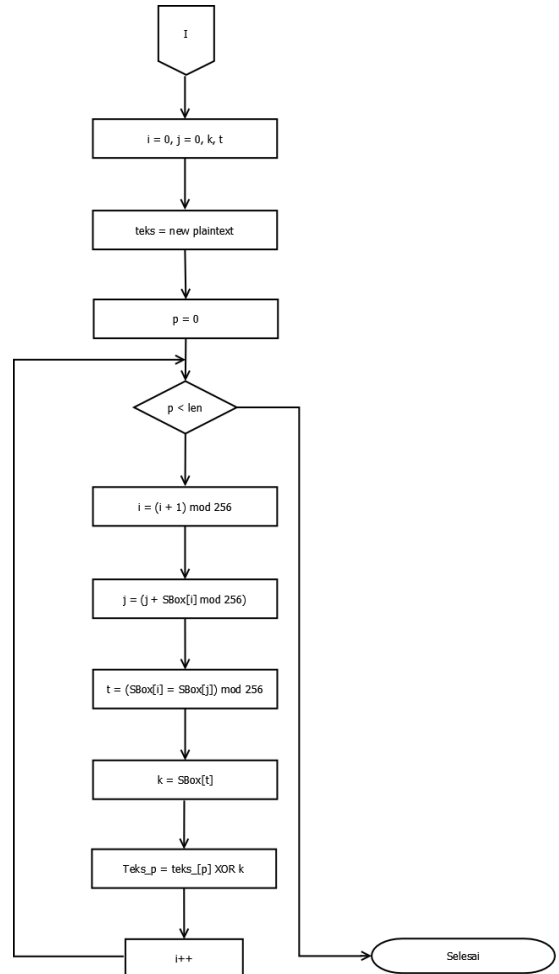 I
i = 0, j = 0, k, t
teks = new plaintext
p = 0
p < len
i = (i + 1) mod 256
j = (j + SBox[i] mod 256)
t = (SBox[i] = SBox[j]) mod 256
k = SBox[t]
Teks_p = teks_[p] XOR k
i++
Selesai